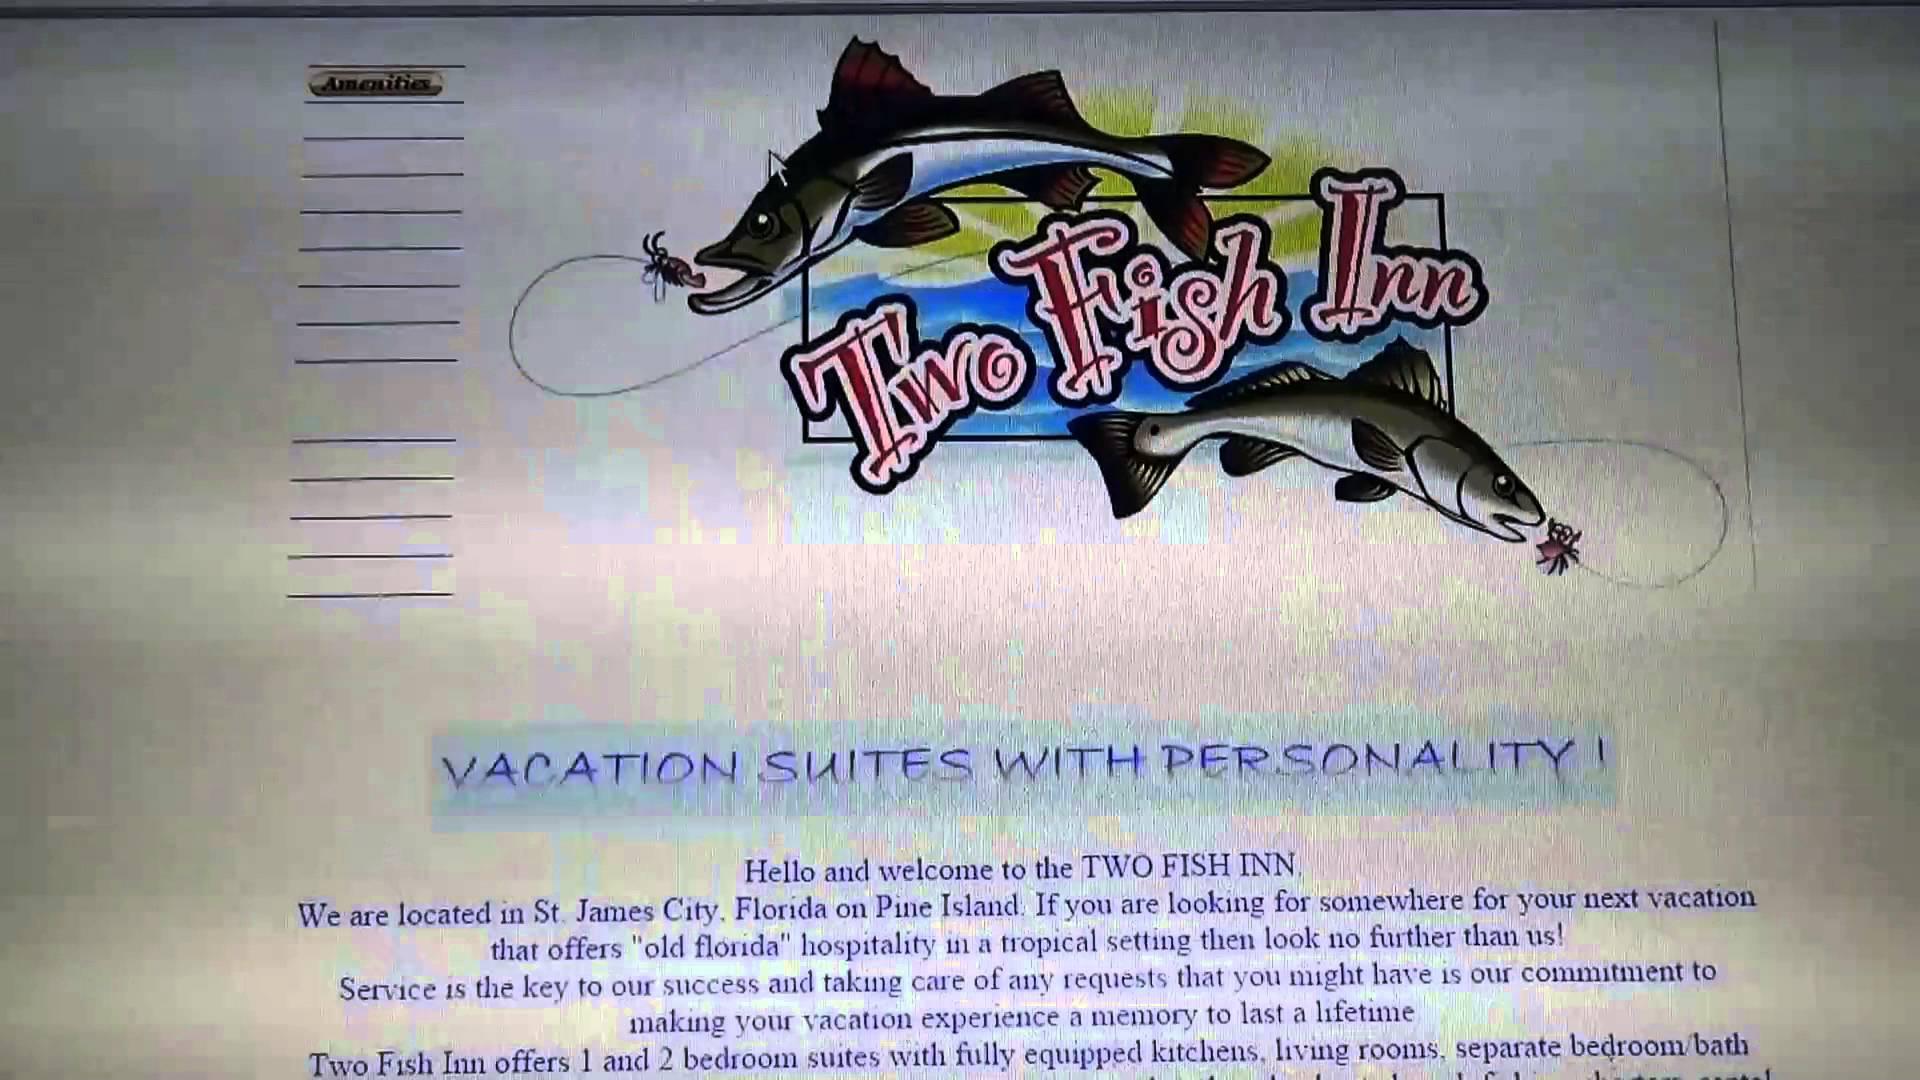 Amenities
Two Fish Inn
VACATION SUITES WITH PERSONALITY !
Hello and welcome to the TWO FISH INN.
We are located in St. James City, Florida on Pine Island. If you are looking for somewhere for your next vacation
that offers "old florida" hospitality in a tropical setting then look no further than us!
Service is the key to our success and taking care of any requests that you might have is our commitment to
making your vacation experience a memory to last a lifetime
Two Fish Inn offers 1 and 2 bedroom suites with fully equipped kitchens, living rooms, separate bedroom/bath